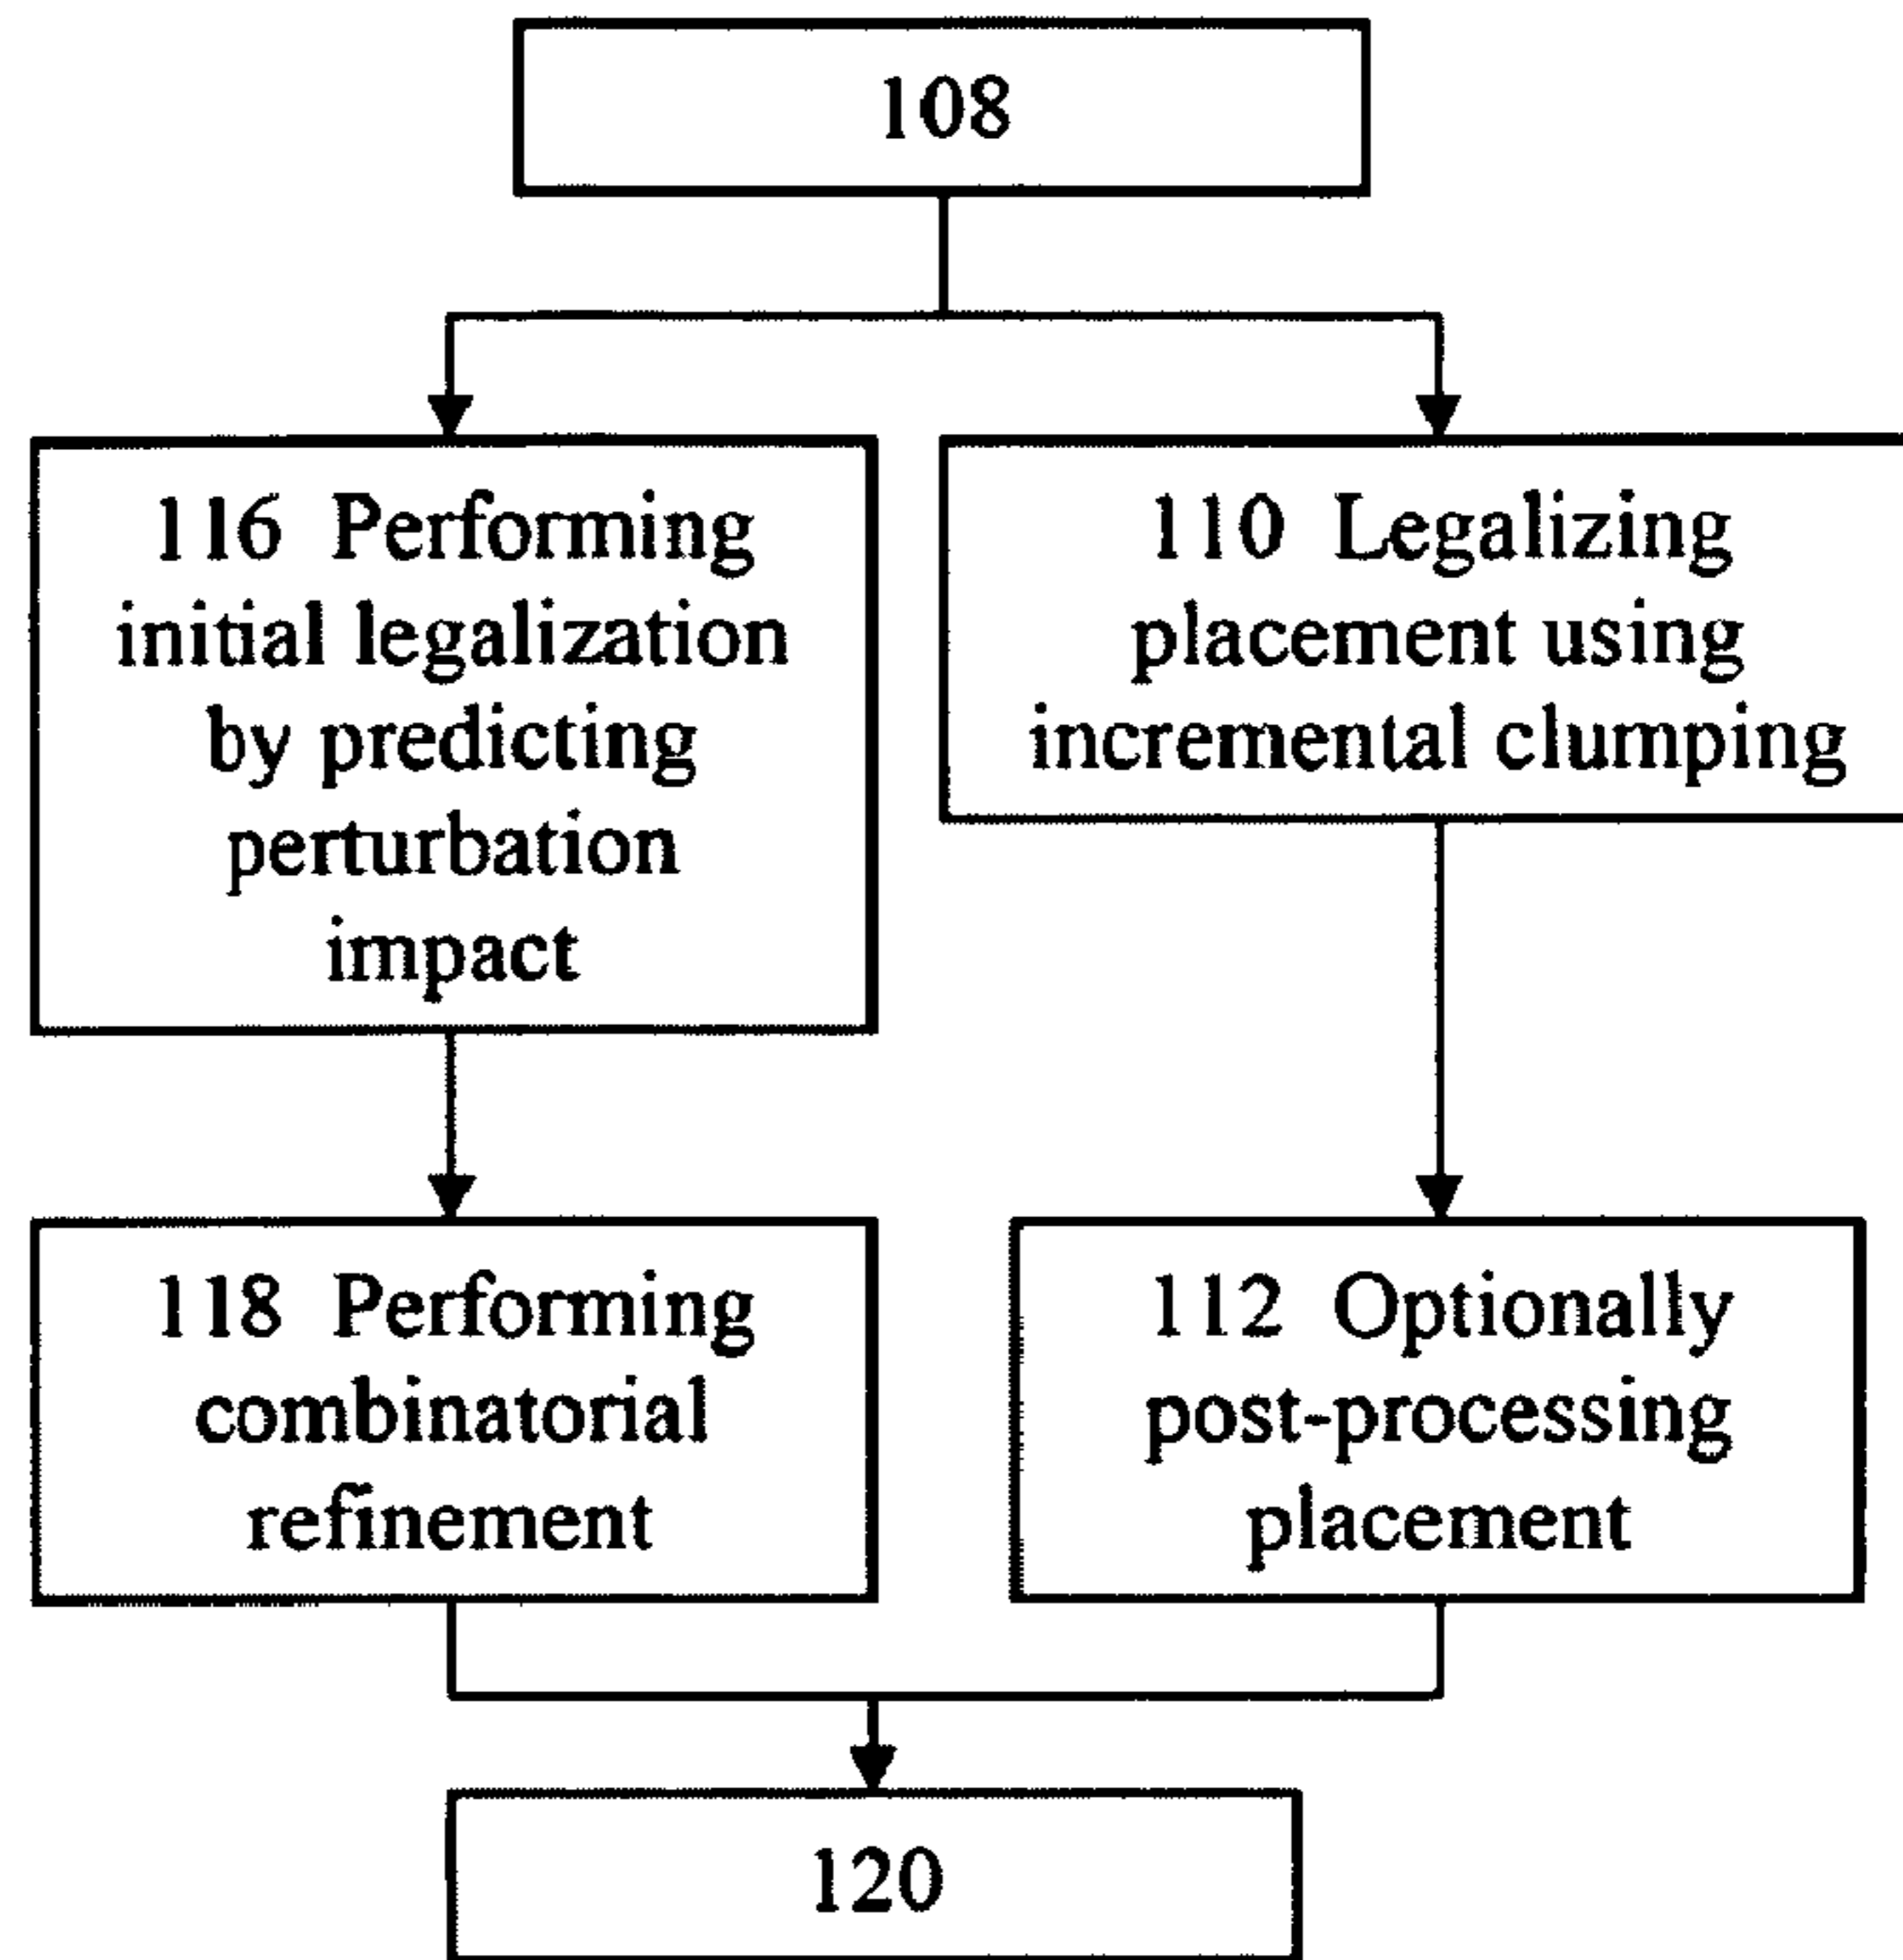 108
116 Performing
initial legalization
by predicting
perturbation
impact
110 Legalizing
placement using
incremental clumping
118 Performing
combinatorial
refinement
112 Optionally
post-processing
placement
120